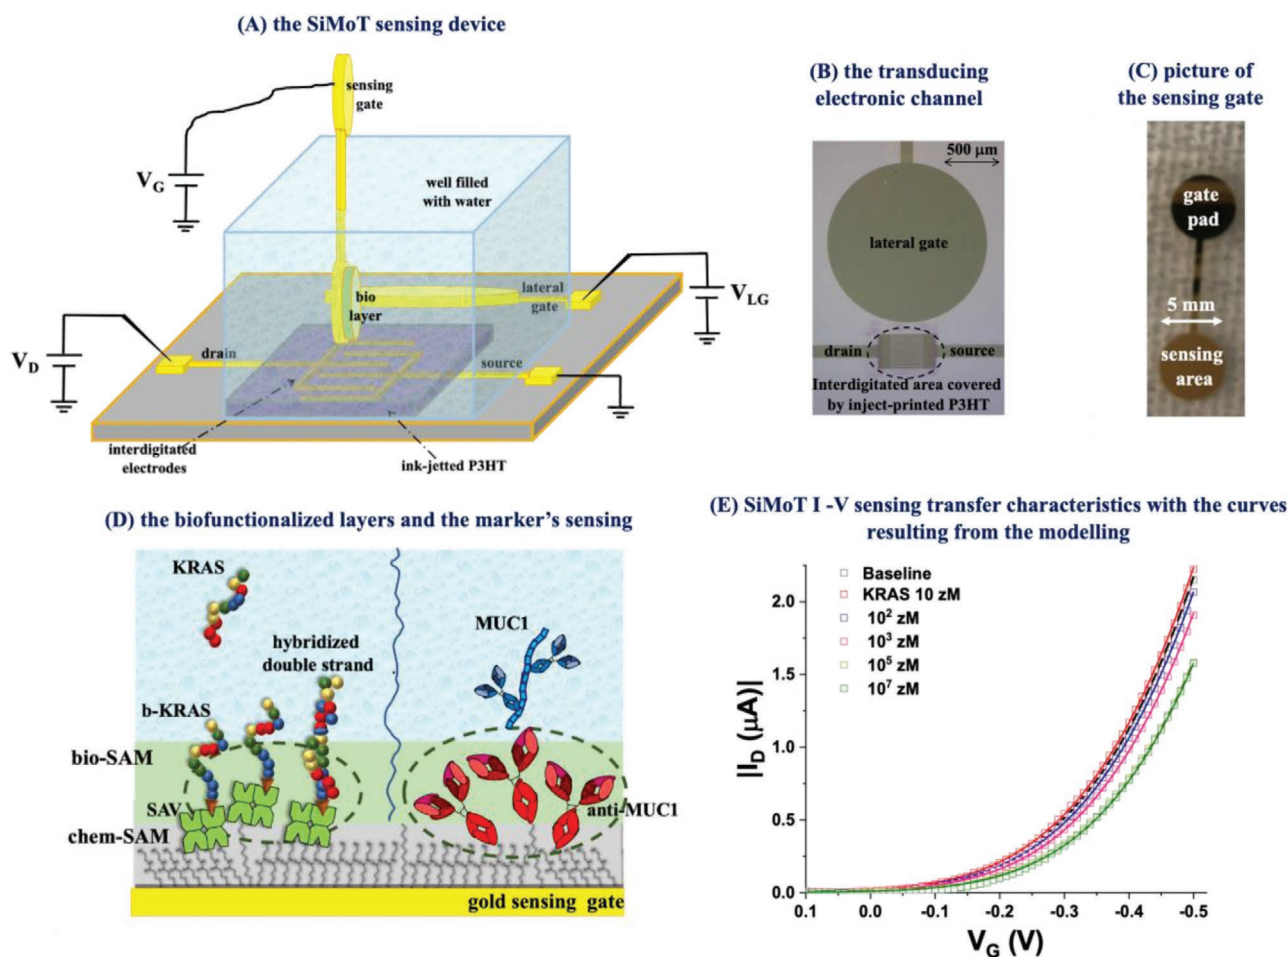 (A) the SiMoT sensing device
sensing
gate
V_G
well filled
with water
bio
layer
lateral
gate
V_LG
V_D
drain
source
interdigitated
electrodes
ink-jetted P3HT
(B) the transducing
electronic channel
500 µm
lateral gate
drain
source
Interdigitated area covered
by inject-printed P3HT
(C) picture of
the sensing gate
gate
pad
5 mm
sensing
area
(D) the biofunctionalized layers and the marker’s sensing
KRAS
hybridized
double strand
b-KRAS
MUC1
bio-SAM
SAV
anti-MUC1
chem-SAM
gold sensing gate
(E) SiMoT I -V sensing transfer characteristics with the curves
resulting from the modelling
Baseline
KRAS 10 zM
10² zM
10³ zM
10⁵ zM
10⁷ zM
|I_D (µA)|
2.0
1.5
1.0
0.5
0.0
0.1 0.0 -0.1 -0.2 -0.3 -0.4 -0.5
V_G (V)